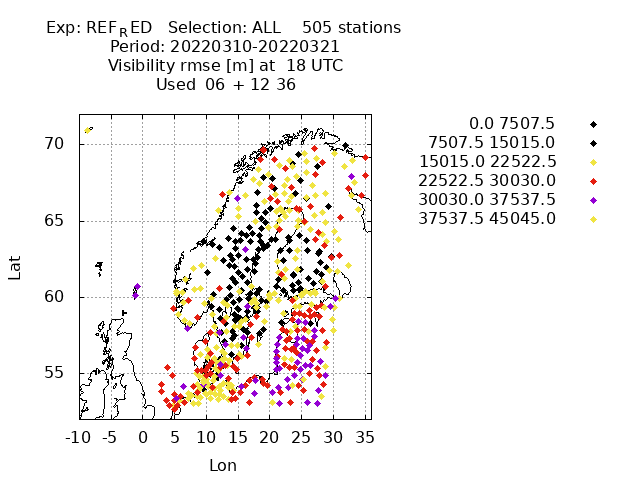 Exp: REFRED Selection: ALL 505 stations
Period: 20220310-20220321
Visibility rmse [m] at 18 UTC
Used 06 + 12 36
0.0 7507.5
7507.5 15015.0
15015.0 22522.5
22522.5 30030.0
30030.0 37537.5
37537.5 45045.0
70
65
60
55
Lat
-10 -5 0 5 10 15 20 25 30 35
Lon